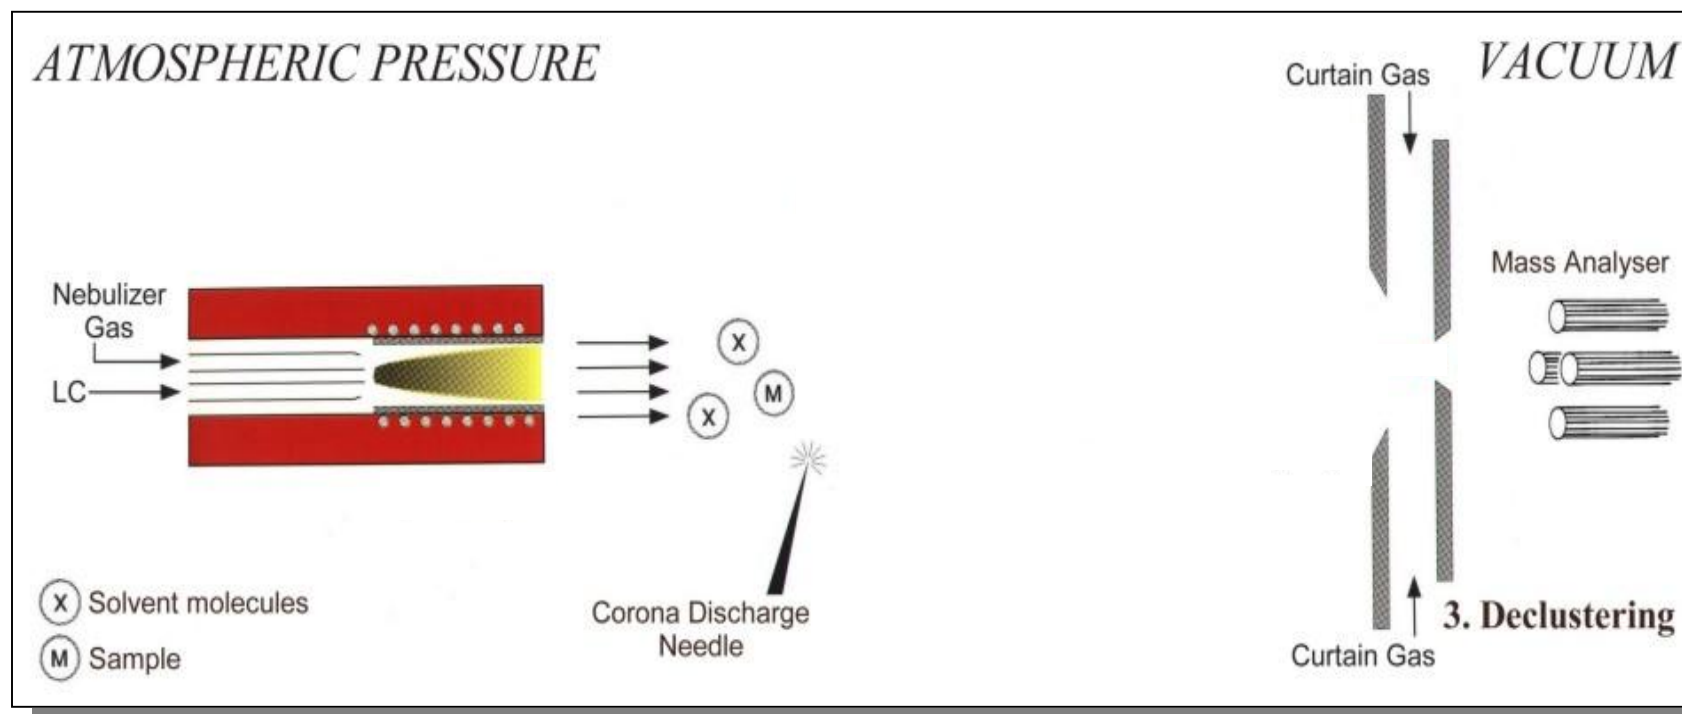 ATMOSPHERIC PRESSURE
VACUUM
Curtain Gas
Mass Analyser
Nebulizer
Gas
LC
X
M
X
X Solvent molecules
M Sample
Corona Discharge
Needle
3. Declustering
Curtain Gas